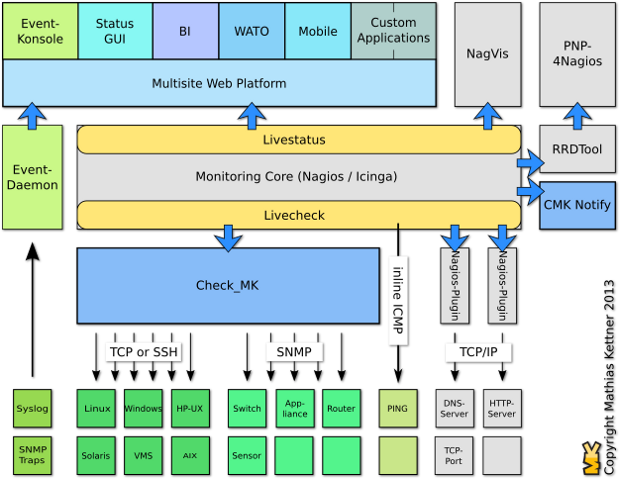 Event-
Konsole
Status
GUI
BI
WATO
Mobile
Custom
Applications
NagVis
PNP-
4Nagios
Multisite Web Platform
Event-
Daemon
Livestatus
Monitoring Core (Nagios / Icinga)
Livecheck
RRDTool
CMK Notify
Check_MK
inline ICMP
Nagios-Plugin
Nagios-Plugin
TCP or SSH
SNMP
TCP/IP
Syslog
Linux
Windows
HP-UX
Switch
App-
liance
Router
PING
DNS-
Server
HTTP-
Server
SNMP
Traps
Solaris
VMS
AIX
Sensor
TCP-
Port
Copyright Mathias Kettner 2013